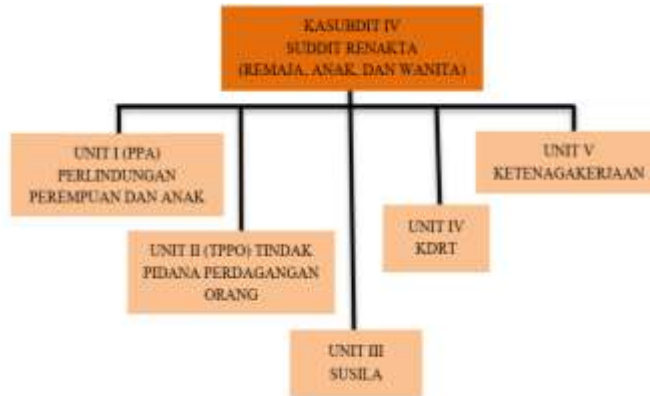 KASUBDIT IV
SUDDIT RENAKTA
(REMAJA, ANAK, DAN WANITA)
UNIT I (PPA)
PERLINDUNGAN
PEREMPUAN DAN ANAK
UNIT II (TPPO) TINDAK
PIDANA PERDAGANGAN
ORANG
UNIT III
SUSILA
UNIT IV
KDRT
UNIT V
KETENAGAKERJAAN